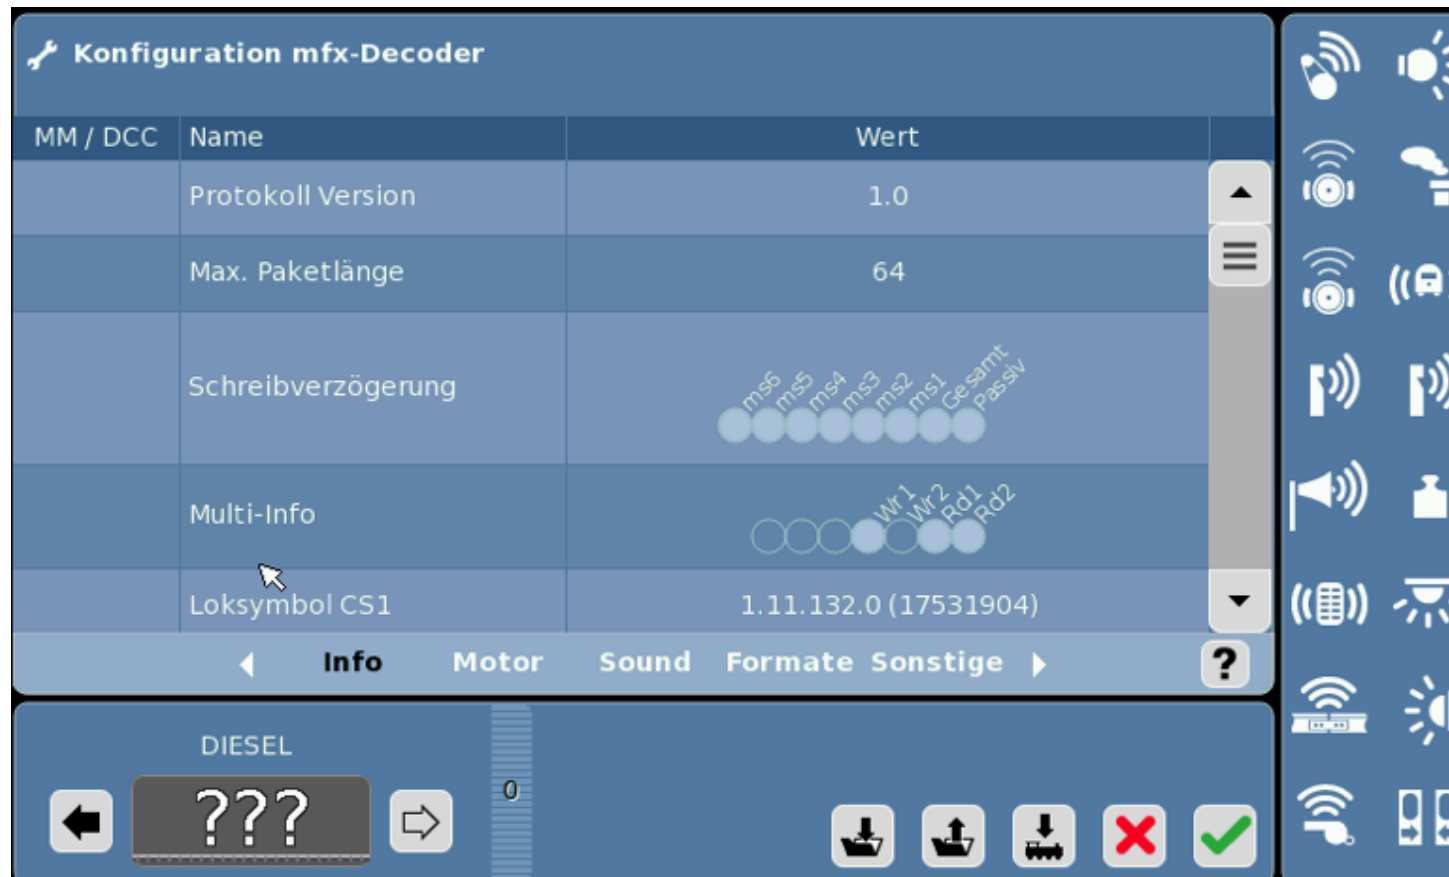 Konfiguration mfx-Decoder
MM / DCC Name Wert
Protokoll Version 1.0
Max. Paketlänge 64
Schreibverzögerung ms6 ms5 ms4 ms3 ms2 ms1 Gesamt Passiv
Multi-Info Wr1 Wr2 Rd1 Rd2
Loksymbol CS1 1.11.132.0 (17531904)
Info Motor Sound Formate Sonstige ?
DIESEL
???
0